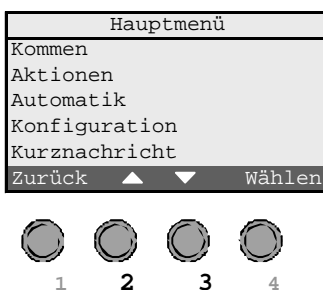 Hauptmenü
Kommen
Aktionen
Automatik
Konfiguration
Kurznachricht
Zurück Wählen
1 2 3 4